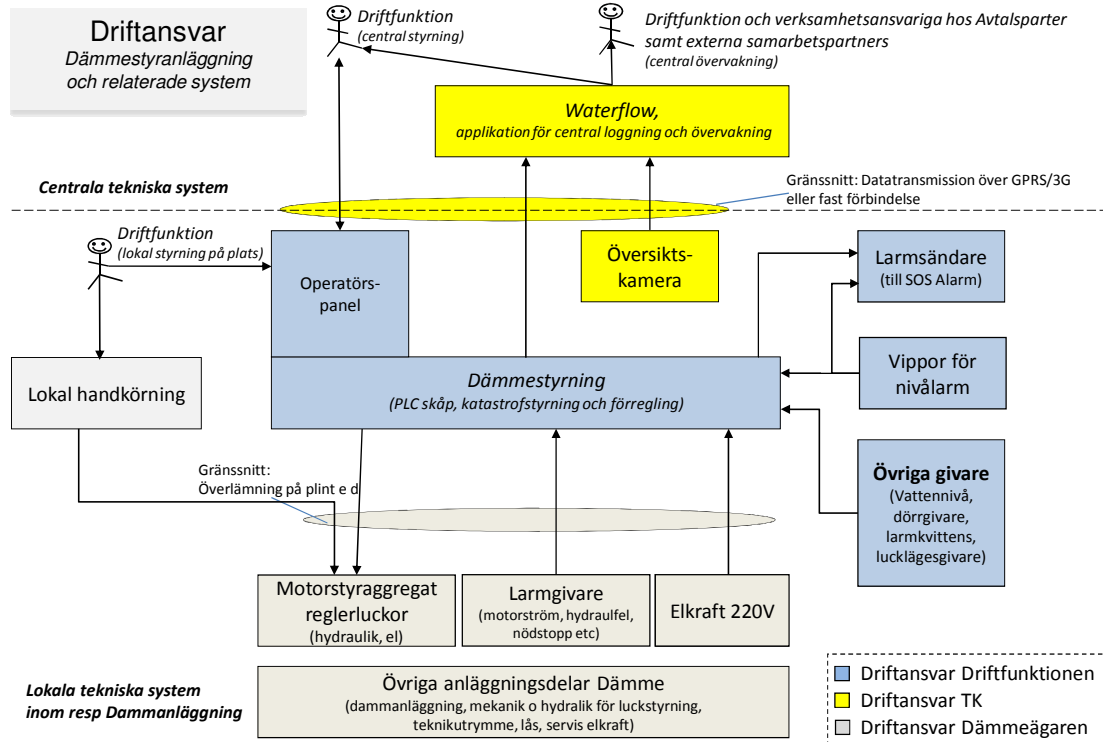 Driftansvar
Dämmestyranläggning
och relaterade system
Driftfunktion
(central styrning)
Driftfunktion och verksamhetsansvariga hos Avtalsparter
samt externa samarbetspartners
(central övervakning)
Waterflow,
applikation för central loggning och övervakning
Centrala tekniska system
Gränssnitt: Datatransmission över GPRS/3G
eller fast förbindelse
Driftfunktion
(lokal styrning på plats)
Operatörs-
panel
Översikts-
kamera
Larmsändare
(till SOS Alarm)
Lokal handkörning
Dämmestyrning
(PLC skåp, katastrofstyrning och förregling)
Vippor för
nivålarm
Gränssnitt:
Överlämning på plint e d
Övriga givare
(Vattennivå,
dörrgivare,
larmkvittens,
lucklägesgivare)
Motorstyraggregat
reglerluckor
(hydraulik, el)
Larmgivare
(motorström, hydraulfel,
nödstopp etc)
Elkraft 220V
Lokala tekniska system
inom resp Dammanläggning
Övriga anläggningsdelar Dämme
(dammanläggning, mekanik o hydralik för luckstyrning,
teknikutrymme, lås, servis elkraft)
Driftansvar Driftfunktionen
Driftansvar TK
Driftansvar Dämmeägaren